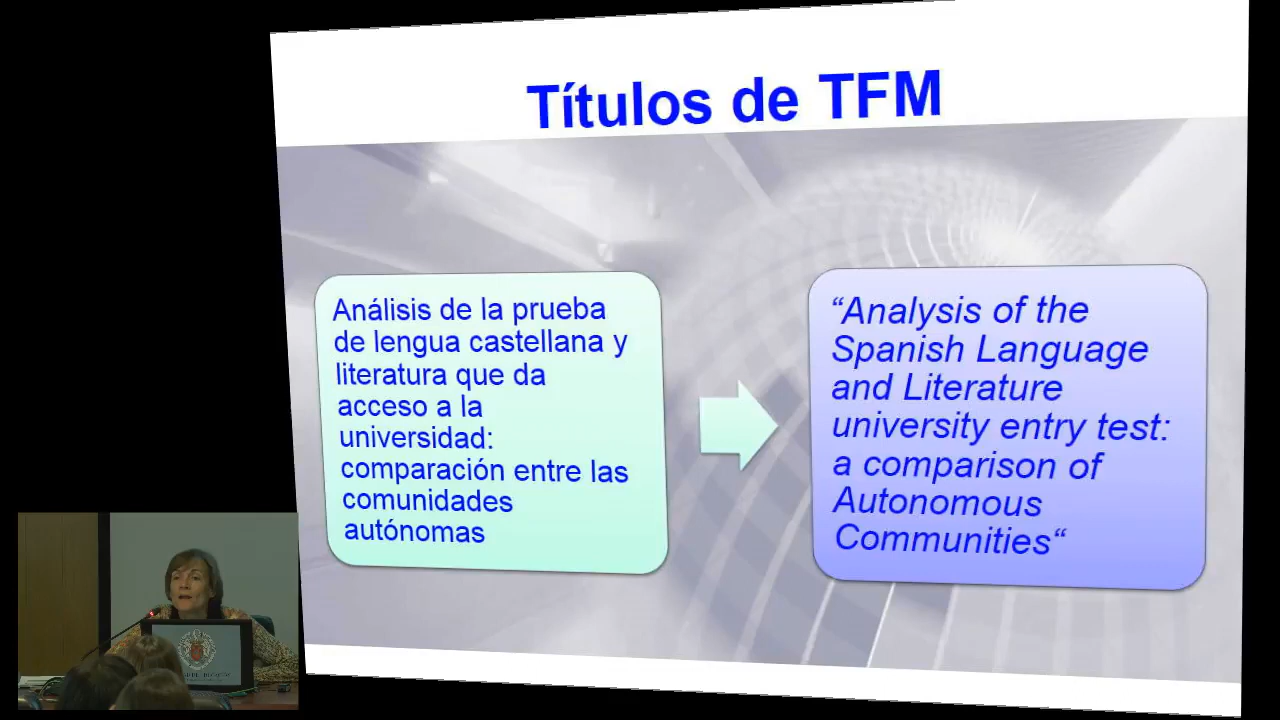 Títulos de TFM
Análisis de la prueba
de lengua castellana y
literatura que da
acceso a la
universidad:
comparación entre las
comunidades
autónomas
“Analysis of the
Spanish Language
and Literature
university entry test:
a comparison of
Autonomous
Communities“